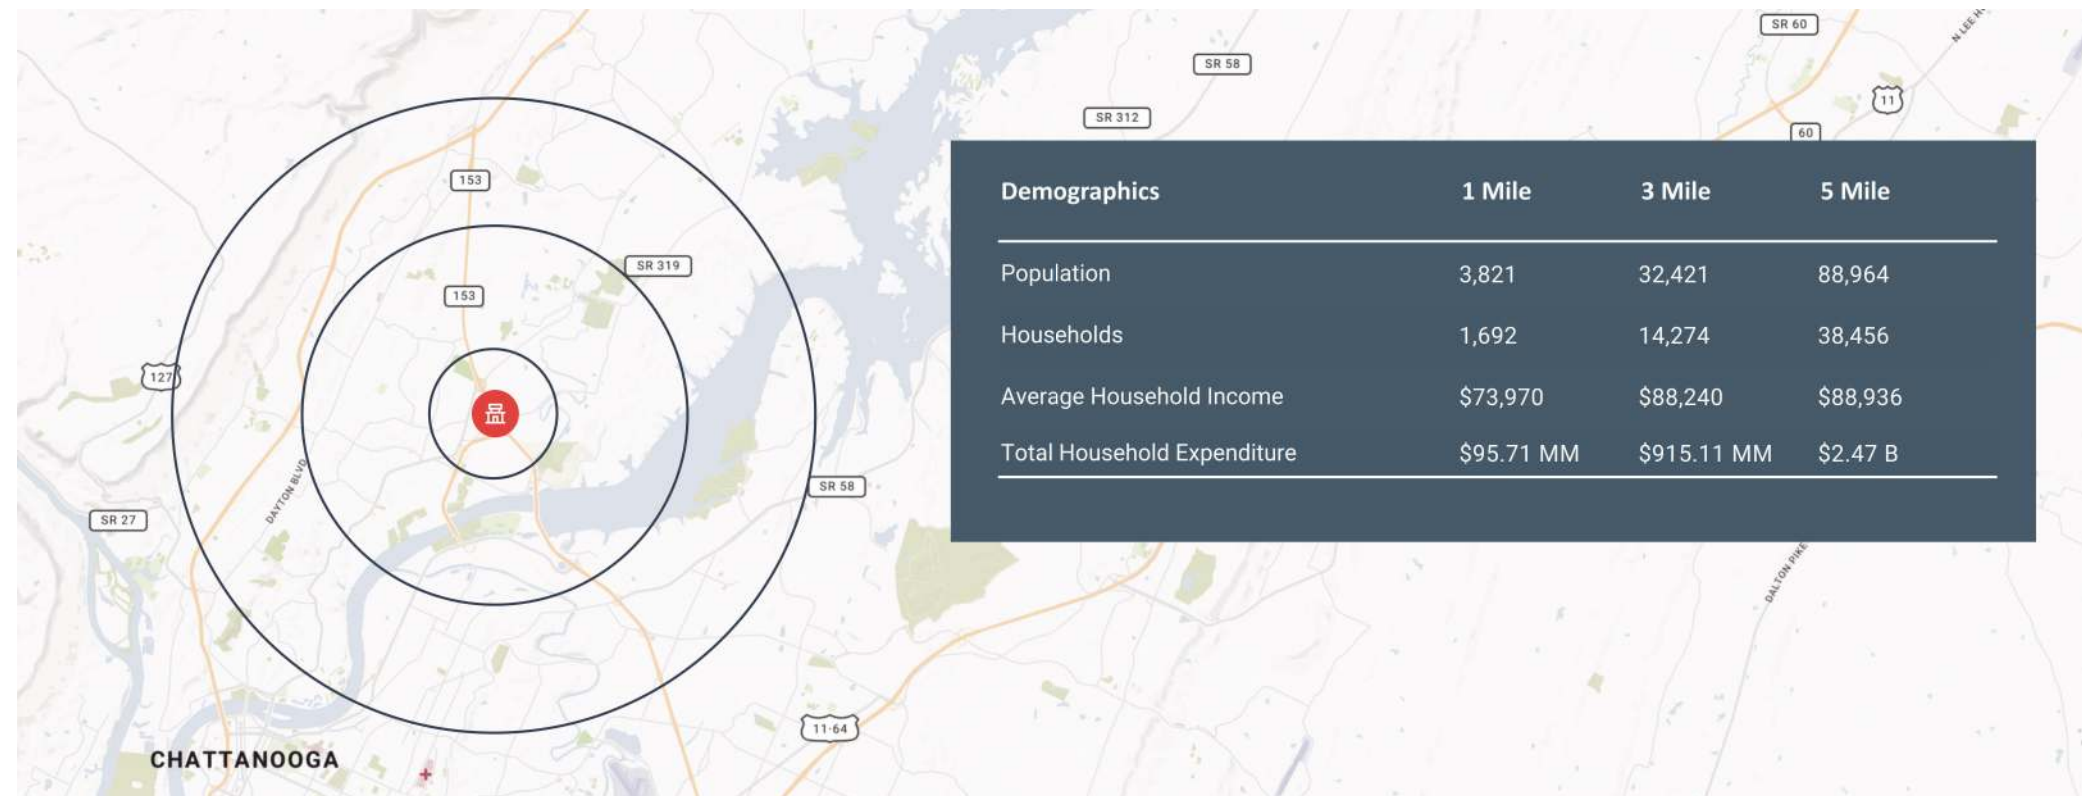 SR 60
N LEE H
SR 58
11
SR 312
60
153
Demographics 1 Mile 3 Mile 5 Mile
SR 319
Population 3,821 32,421 88,964
153
Households 1,692 14,274 38,456
127
Average Household Income $73,970 $88,240 $88,936
Total Household Expenditure $95.71 MM $915.11 MM $2.47 B
DAYTON BLVD
SR 58
SR 27
DALTON PIKE
11-64
CHATTANOOGA